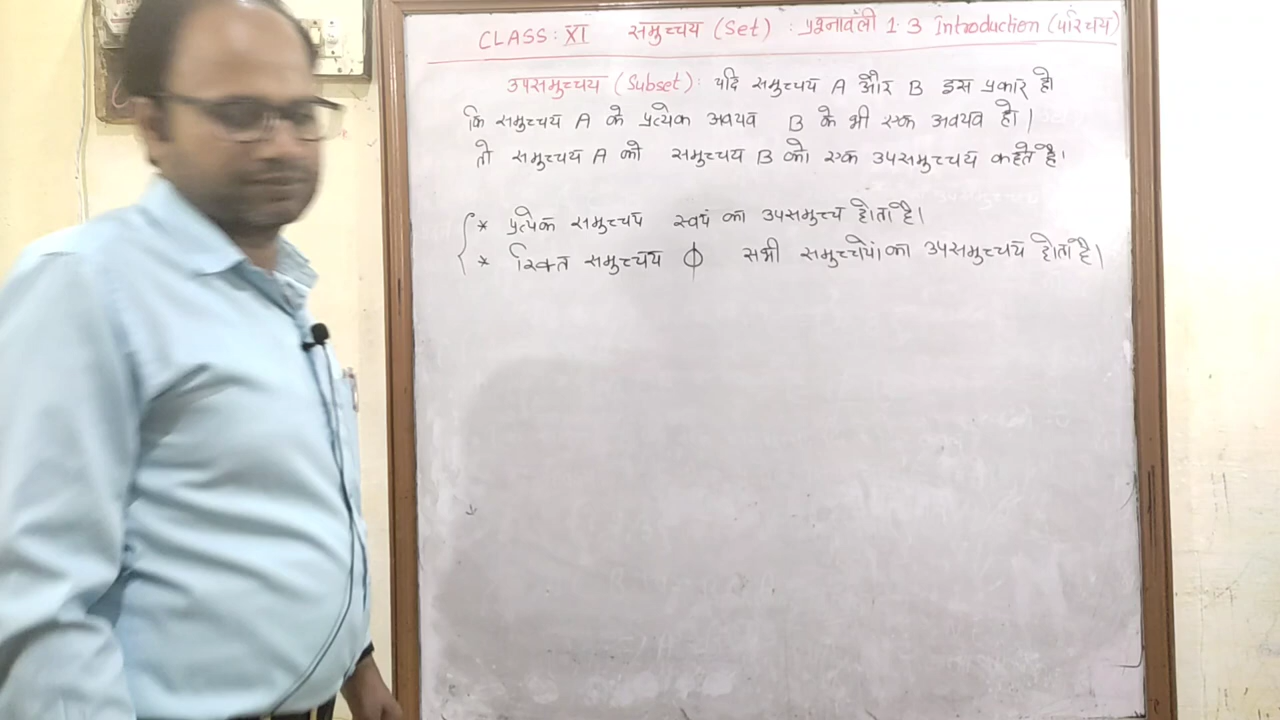 CLASS: XI समुच्चय (Set) : प्रश्नावली 1.3 Introduction (परिचय)
उपसमुच्चय (Subset): यदि समुच्चय A और B इस प्रकार हो
कि समुच्चय A के प्रत्येक अवयव B के भी एक अवयव हो।
तो समुच्चय A को समुच्चय B को एक उपसमुच्चय कहते है।
* प्रत्येक समुच्चय स्वयं का उपसमुच्च होता है।
* रिक्त समुच्चय ϕ सभी समुच्चयों का उपसमुच्चय होता है।